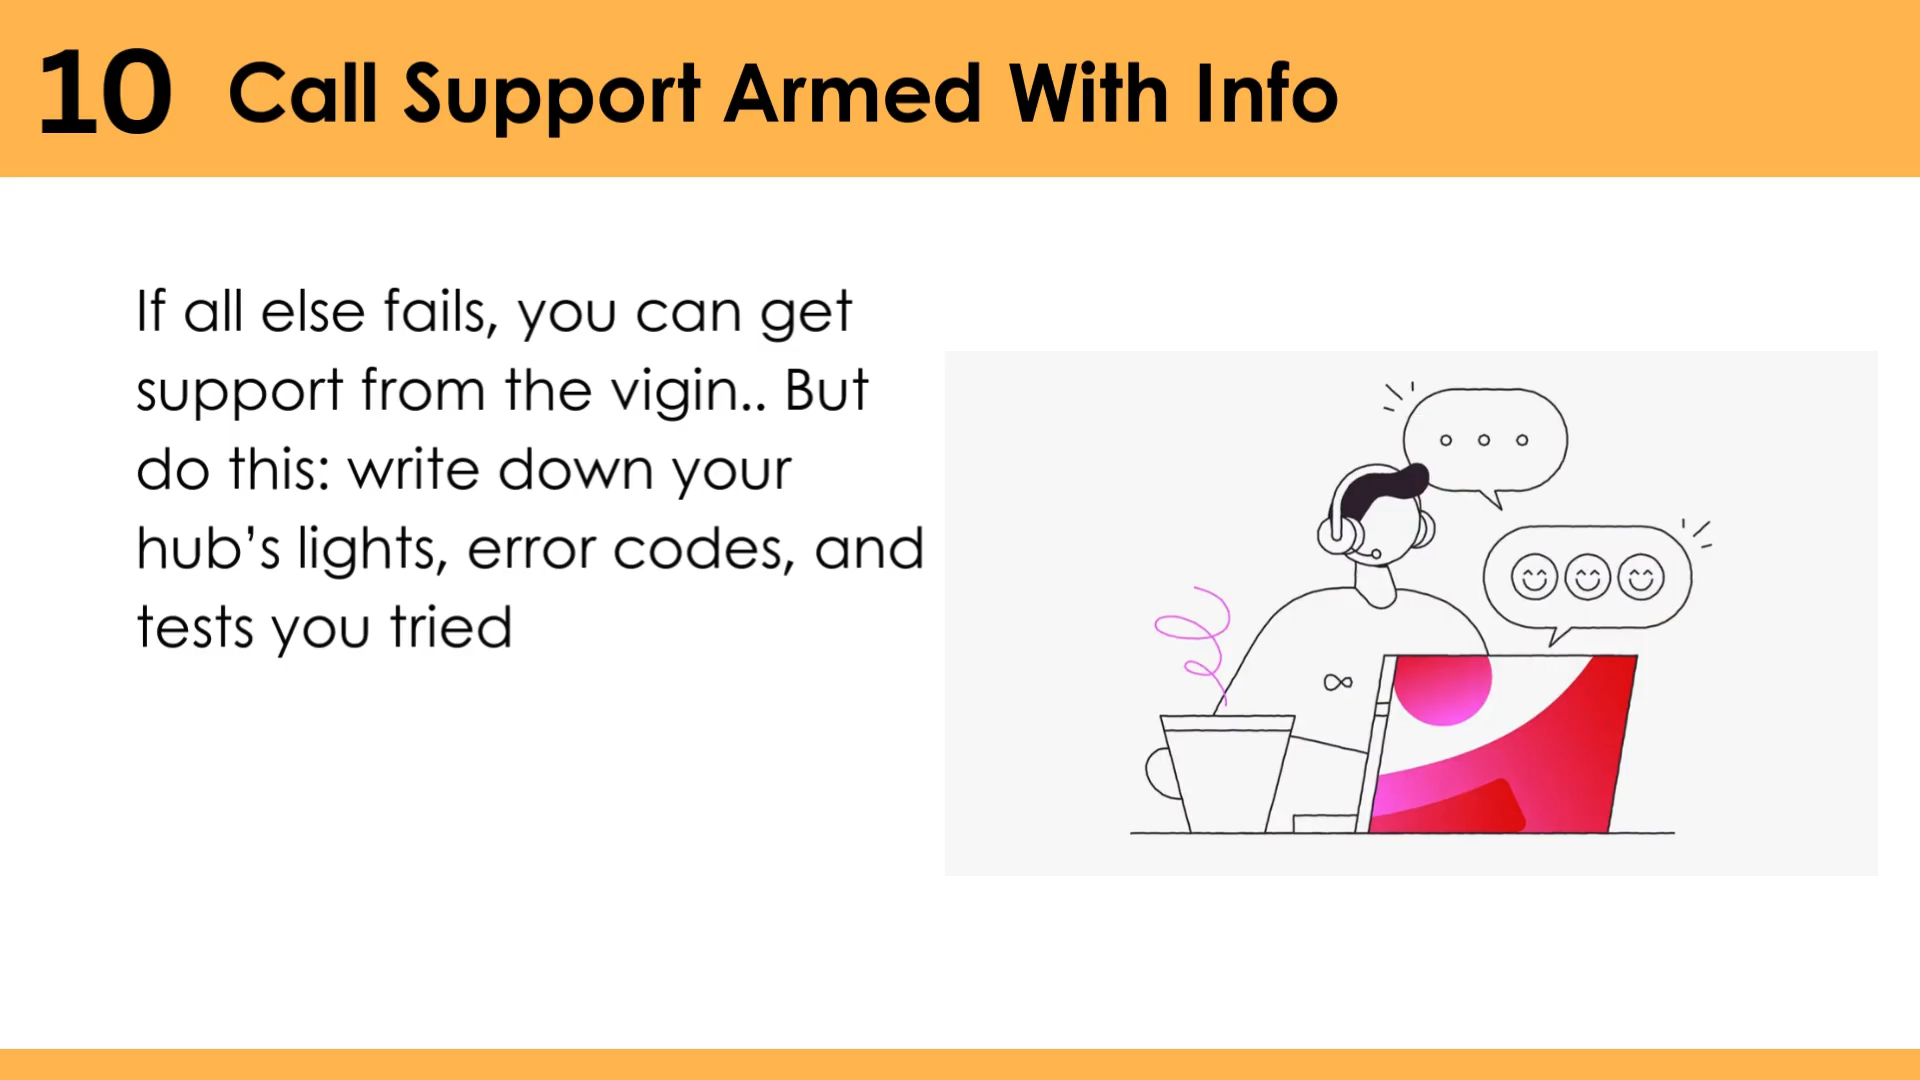 10 Call Support Armed With Info
If all else fails, you can get
support from the vigin.. But
do this: write down your
hub’s lights, error codes, and
tests you tried